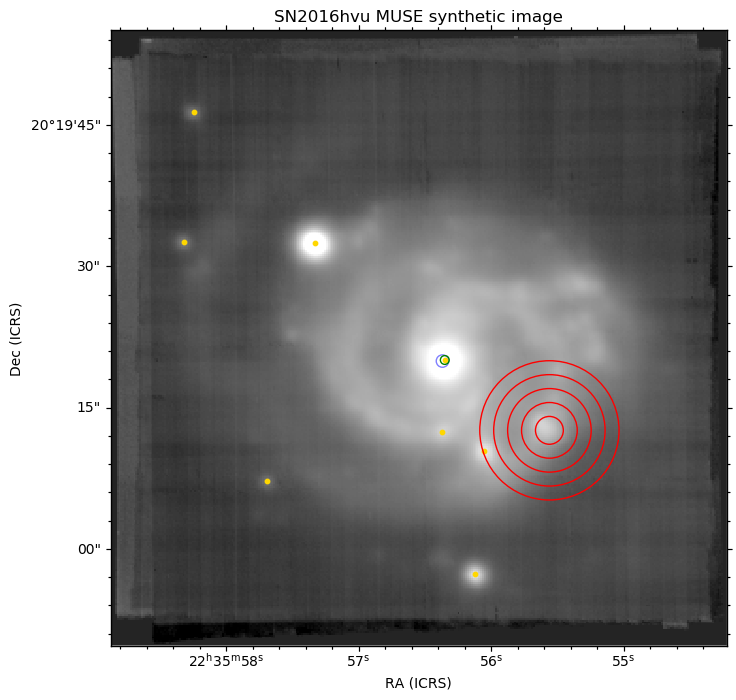 SN2016hvu MUSE synthetic image
20°19'45"
30"
15"
00"
22ʰ35ᵐ58ˢ
57ˢ
56ˢ
55ˢ
RA (ICRS)
Dec (ICRS)